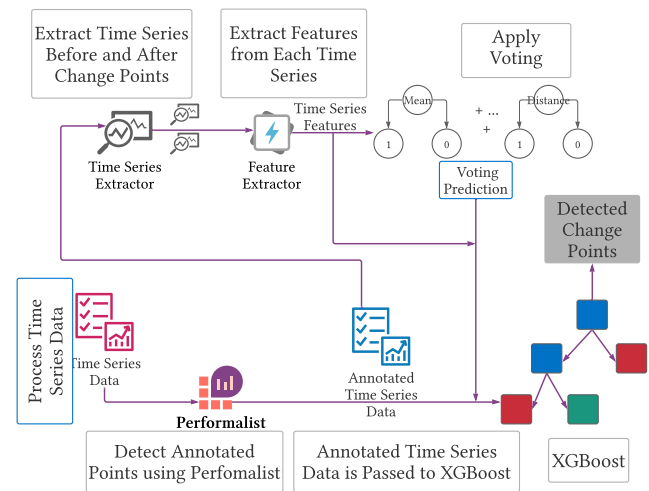 Extract Time Series
Before and After
Change Points
Extract Features
from Each Time
Series
Apply
Voting
Time Series
Features
Mean
Distance
+ ...
+
1
0
1
0
Time Series
Extractor
Feature
Extractor
Voting
Prediction
Detected
Change
Points
Process Time
Series Data
Time Series
Data
Annotated
Time Series
Data
Performalist
Detect Annotated
Points using Perfomalist
Annotated Time Series
Data is Passed to XGBoost
XGBoost